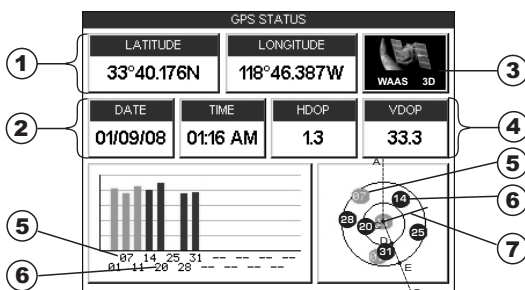 GPS STATUS
LATITUDE LONGITUDE
1 33°40.176N 118°46.387W WAAS 3D 3
DATE TIME HDOP VDOP
2 01/09/08 01:16 AM 1.3 33.3 4
A
07 5
14 6
28 20 25
5 07 14 25 31 -- -- -- -- D 31 7
6 01 11 20 28 -- -- -- -- E